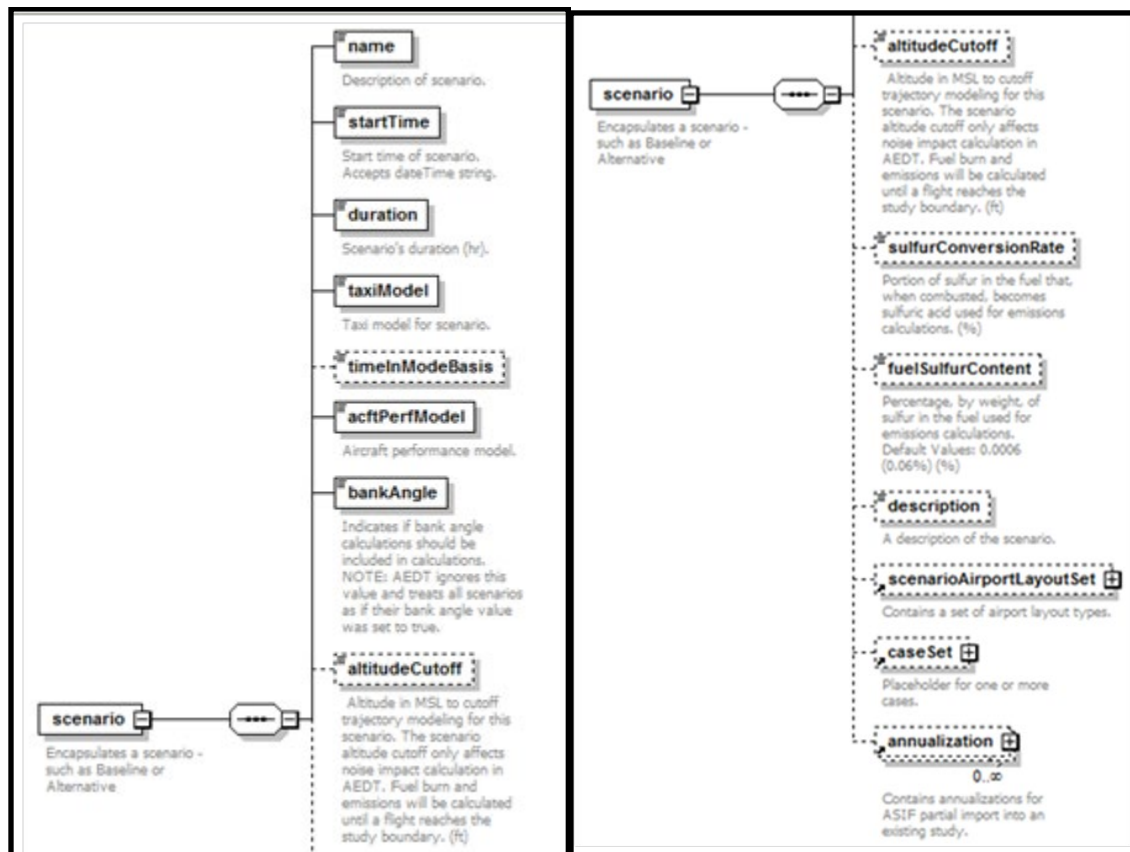 name
Description of scenario.
startTime
Start time of scenario.
Accepts dateTime string.
duration
Scenario's duration (hr).
taxiModel
Taxi model for scenario.
timeInModeBasis
acftPerfModel
Aircraft performance model.
bankAngle
Indicates if bank angle
calculations should be
included in calculations.
NOTE: AEDT ignores this
value and treats all scenarios
as if their bank angle value
was set to true.
altitudeCutoff
Altitude in MSL to cutoff
trajectory modeling for this
scenario. The scenario
altitude cutoff only affects
noise impact calculation in
AEDT. Fuel burn and
emissions will be calculated
until a flight reaches the
study boundary. (ft)
scenario
Encapsulates a scenario -
such as Baseline or
Alternative
altitudeCutoff
Altitude in MSL to cutoff
trajectory modeling for this
scenario. The scenario
altitude cutoff only affects
noise impact calculation in
AEDT. Fuel burn and
emissions will be calculated
until a flight reaches the
study boundary. (ft)
scenario
Encapsulates a scenario -
such as Baseline or
Alternative
sulfurConversionRate
Portion of sulfur in the fuel that,
when combusted, becomes
sulfuric acid used for emissions
calculations. (%)
fuelSulfurContent
Percentage, by weight, of
sulfur in the fuel used for
emissions calculations.
Default Values: 0.0006
(0.06%) (%)
description
A description of the scenario.
scenarioAirportLayoutSet
Contains a set of airport layout types.
caseSet
Placeholder for one or more
cases.
annualization
0..∞
Contains annualizations for
ASIF partial import into an
existing study.